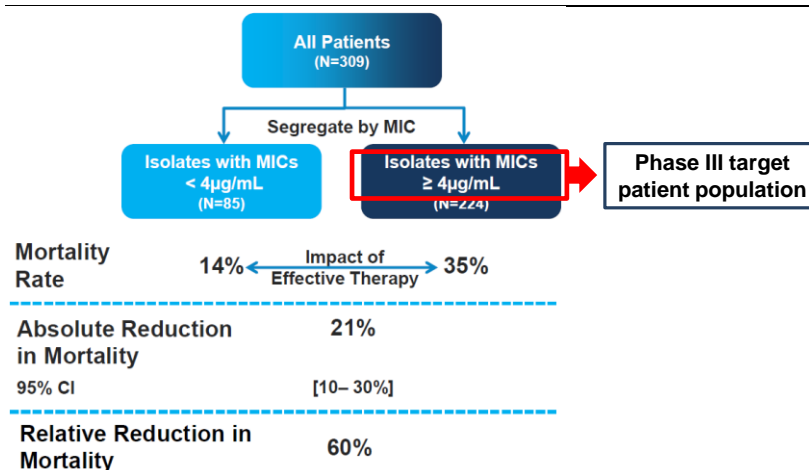 All Patients
(N=309)
Segregate by MIC
Isolates with MICs
< 4µg/mL
(N=85)
Isolates with MICs
≥ 4µg/mL
(N=224)
Phase III target
patient population
Mortality
Rate
14%
Impact of
Effective Therapy
35%
Absolute Reduction
in Mortality
21%
95% CI
[10– 30%]
Relative Reduction in
Mortality
60%